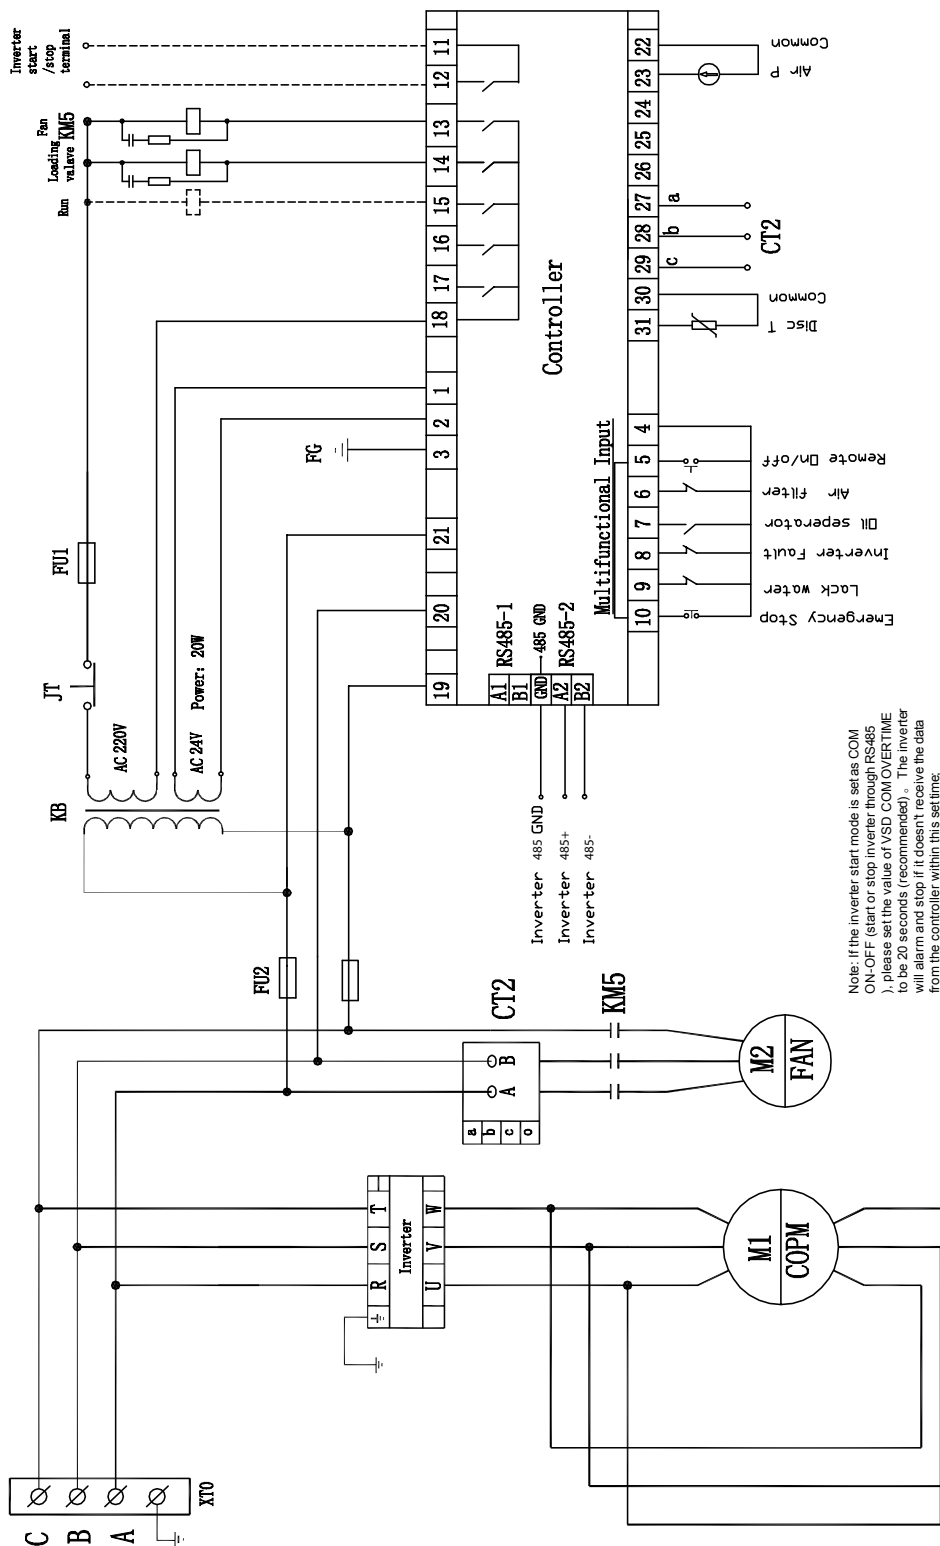 C
B
A
XT0
Inverter
R
S
T
U
V
W
M1
COPM
CT2
A
B
a
b
c
o
KM5
M2
FAN
FU2
KB
AC 220V
AC 24V
Power: 20W
JT
FU1
FG
Run
Loading
valave
Fan
KM5
Inverter
start
/stop
terminal
19
20
21
3
2
1
18
17
16
15
14
13
12
11
Controller
A1
B1
GND
A2
B2
RS485-1
485 GND
RS485-2
Multifunctional Input
Inverter 485 GND
Inverter 485+
Inverter 485-
10
9
8
7
6
5
4
31
30
29
28
27
26
25
24
23
22
Emergency Stop
Lack water
Inverter Fault
Oil seperator
Air filter
Remote On/off
Disc T
Common
c
b
a
CT2
Air P
Common
Note: If the inverter start mode is set as COM
ON-OFF (start or stop inverter through RS485
), please set the value of VSD COM OVERTIME
to be 20 seconds (recommended) 。 The inverter
will alarm and stop if it doesn't receive the data
from the controller within this set time;